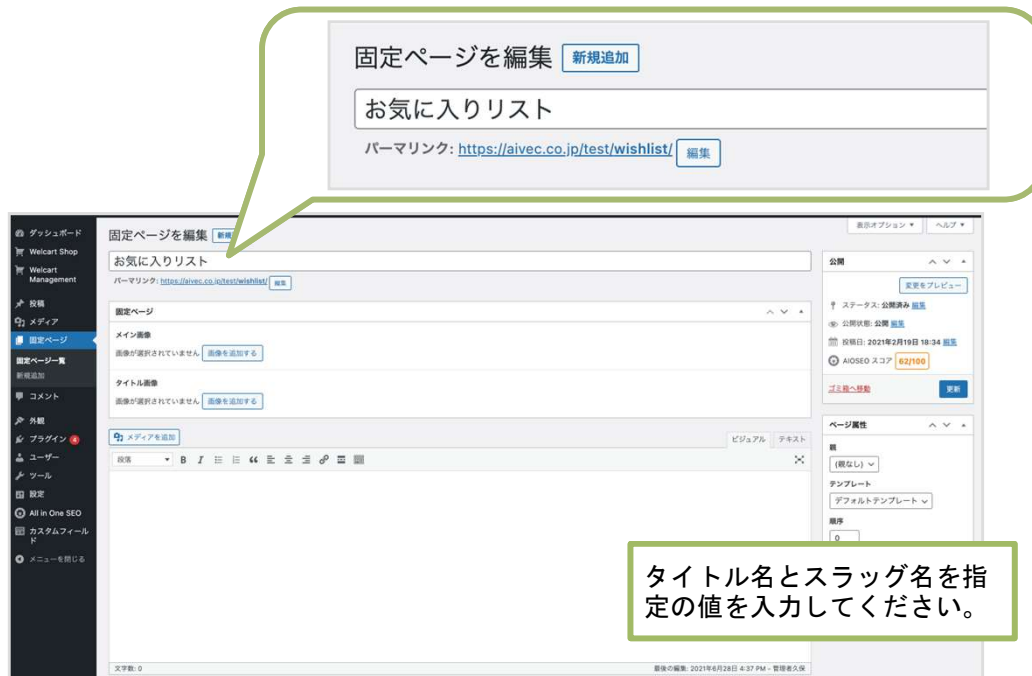 固定ページを編集 新規追加
お気に入りリスト
パーマリンク: https://aivec.co.jp/test/wishlist/ 編集
表示オプション ▼ ヘルプ ▼
ダッシュボード
Welcart Shop
Welcart
Management
投稿
メディア
固定ページ
固定ページ一覧
新規追加
コメント
外観
プラグイン 4
ユーザー
ツール
設定
All in One SEO
カスタムフィール
ド
メニューを閉じる
固定ページを編集
お気に入りリスト
パーマリンク: https://aivec.co.jp/test/wishlist/ 編集
固定ページ
メイン画像
画像が選択されていません 画像を追加する
タイトル画像
画像が選択されていません 画像を追加する
メディアを追加
ビジュアル テキスト
段落
文字数: 0
最後の編集: 2021年6月28日 4:37 PM – 管理者久保
公開
変更をプレビュー
ステータス: 公開済み 編集
公開状態: 公開 編集
投稿日: 2021年2月19日 18:34 編集
AIOSEO スコア 62/100
ゴミ箱へ移動 更新
ページ属性
親
(親なし)
テンプレート
デフォルトテンプレート
順序
0
タイトル名とスラッグ名を指
定の値を入力してください。